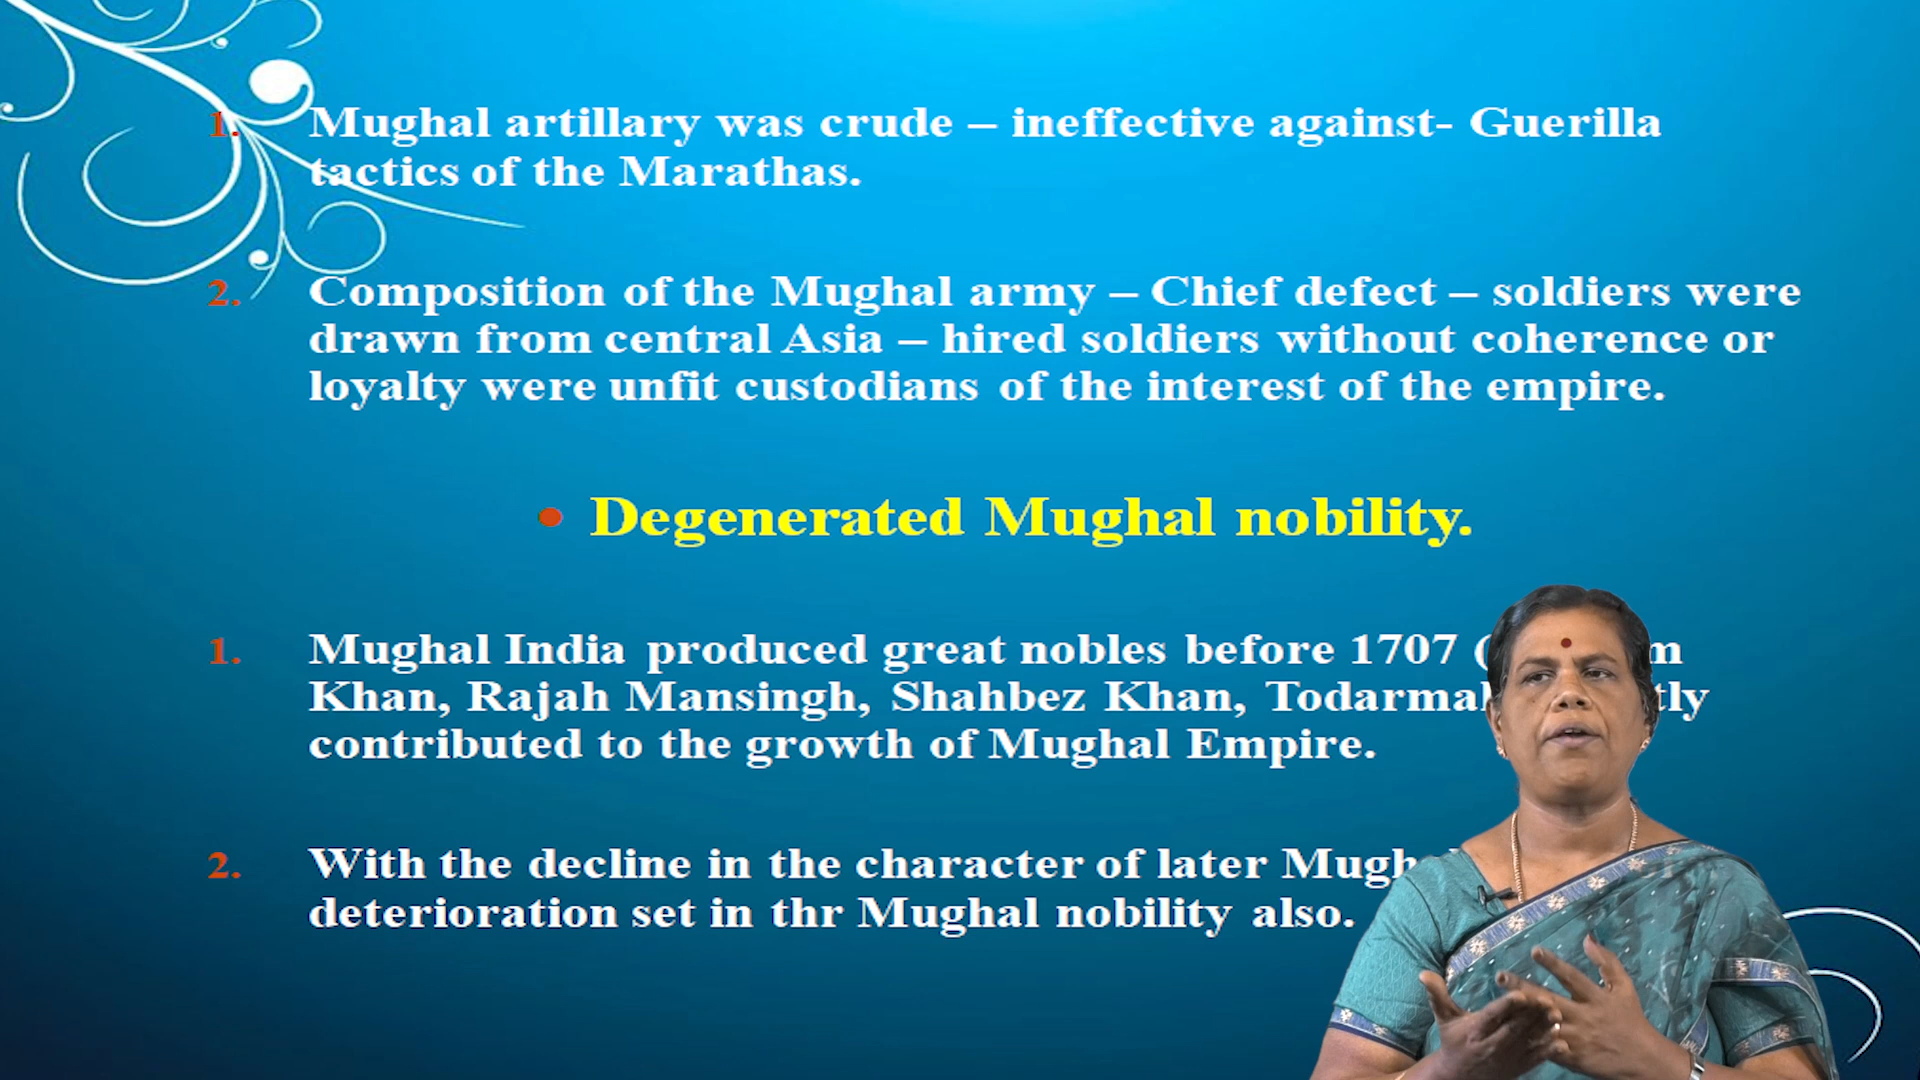 1. Mughal artillary was crude – ineffective against- Guerilla
tactics of the Marathas.
2. Composition of the Mughal army – Chief defect – soldiers were
drawn from central Asia – hired soldiers without coherence or
loyalty were unfit custodians of the interest of the empire.
• Degenerated Mughal nobility.
1. Mughal India produced great nobles before 1707 (
Khan, Rajah Mansingh, Shahbez Khan, Todarmal
contributed to the growth of Mughal Empire.
2. With the decline in the character of later
deterioration set in thr Mughal nobility also.